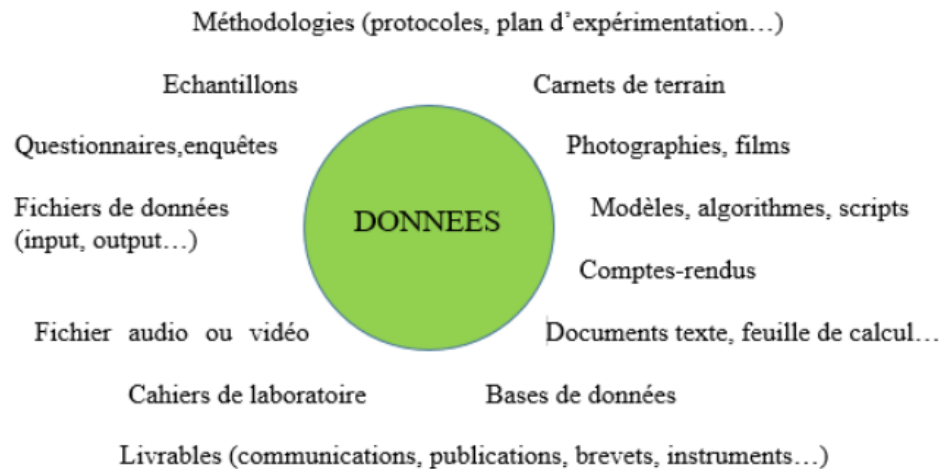 Méthodologies (protocoles, plan d’expérimentation…)
Echantillons
Carnets de terrain
Questionnaires,enquêtes
Photographies, films
Fichiers de données
(input, output…)
DONNEES
Modèles, algorithmes, scripts
Comptes-rendus
Fichier audio ou vidéo
Documents texte, feuille de calcul…
Cahiers de laboratoire
Bases de données
Livrables (communications, publications, brevets, instruments…)